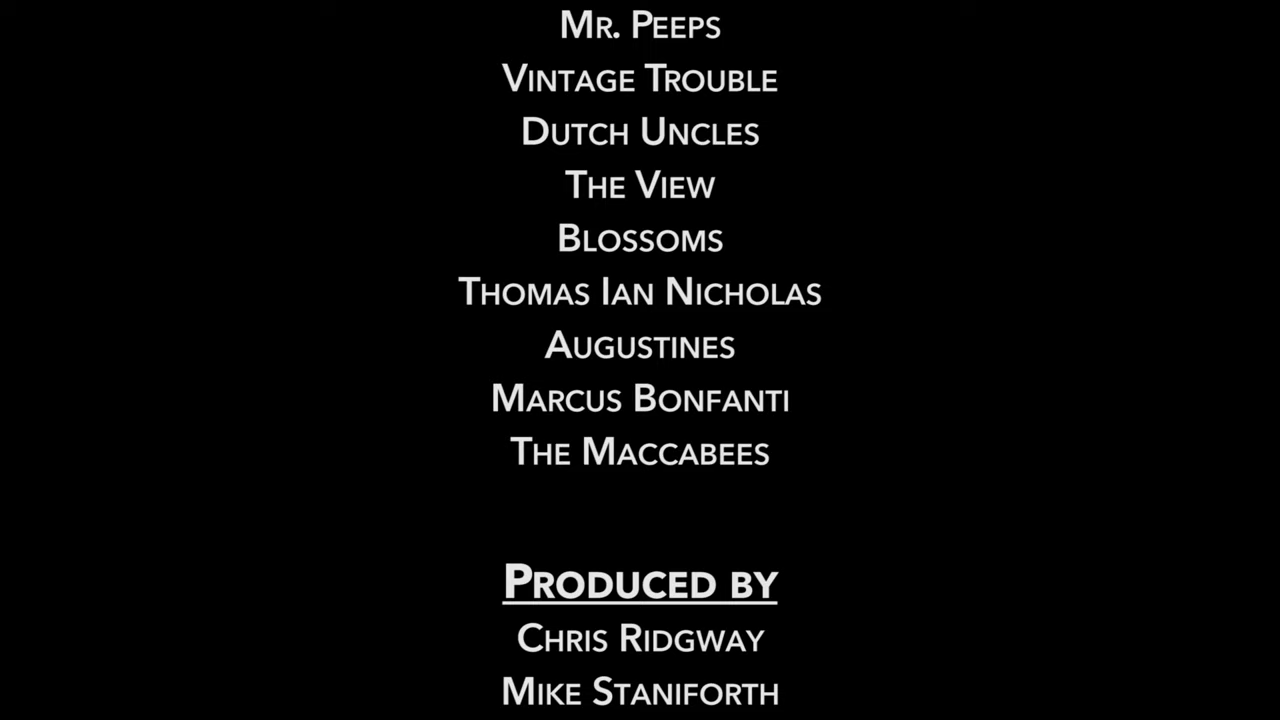 Mr. Peeps
Vintage Trouble
Dutch Uncles
The View
Blossoms
Thomas Ian Nicholas
Augustines
Marcus Bonfanti
The Maccabees
Produced by
Chris Ridgway
Mike Staniforth